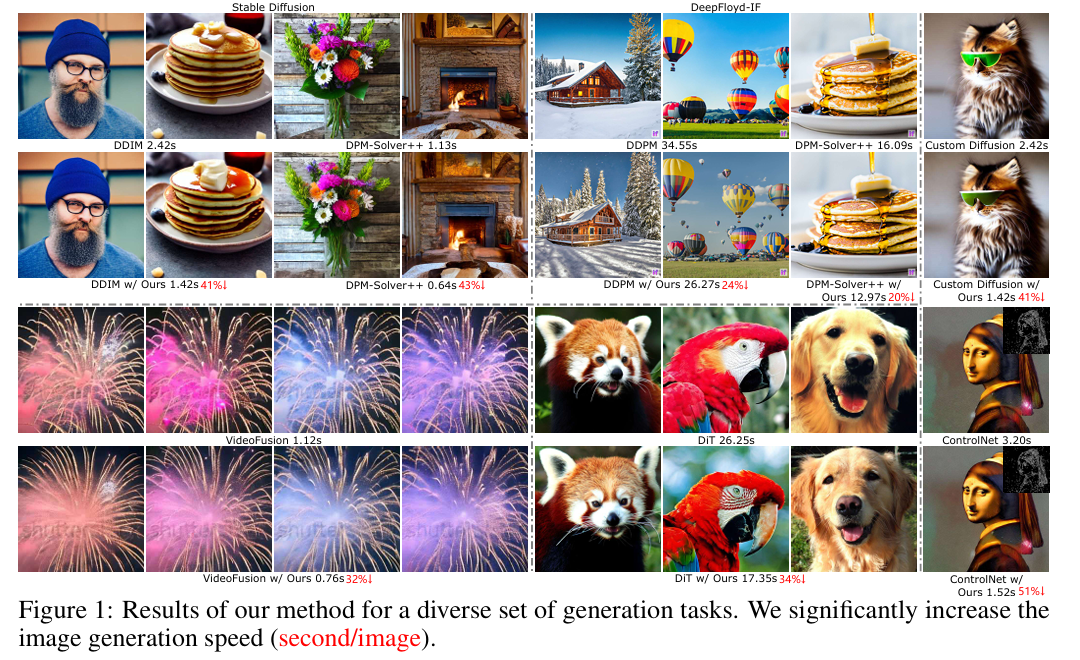 Stable Diffusion
DeepFloyd-IF
DDIM 2.42s
DPM-Solver++ 1.13s
DDPM 34.55s
DPM-Solver++ 16.09s
Custom Diffusion 2.42s
DDIM w/ Ours 1.42s 41%↓
DPM-Solver++ 0.64s 43%↓
DDPM w/ Ours 26.27s 24%↓
DPM-Solver++ w/
Ours 12.97s 20%↓
Custom Diffusion w/
Ours 1.42s 41%↓
VideoFusion 1.12s
DiT 26.25s
ControlNet 3.20s
VideoFusion w/ Ours 0.76s 32%↓
DiT w/ Ours 17.35s 34%↓
ControlNet w/
Ours 1.52s 51%↓
Figure 1: Results of our method for a diverse set of generation tasks. We significantly increase the
image generation speed (second/image).